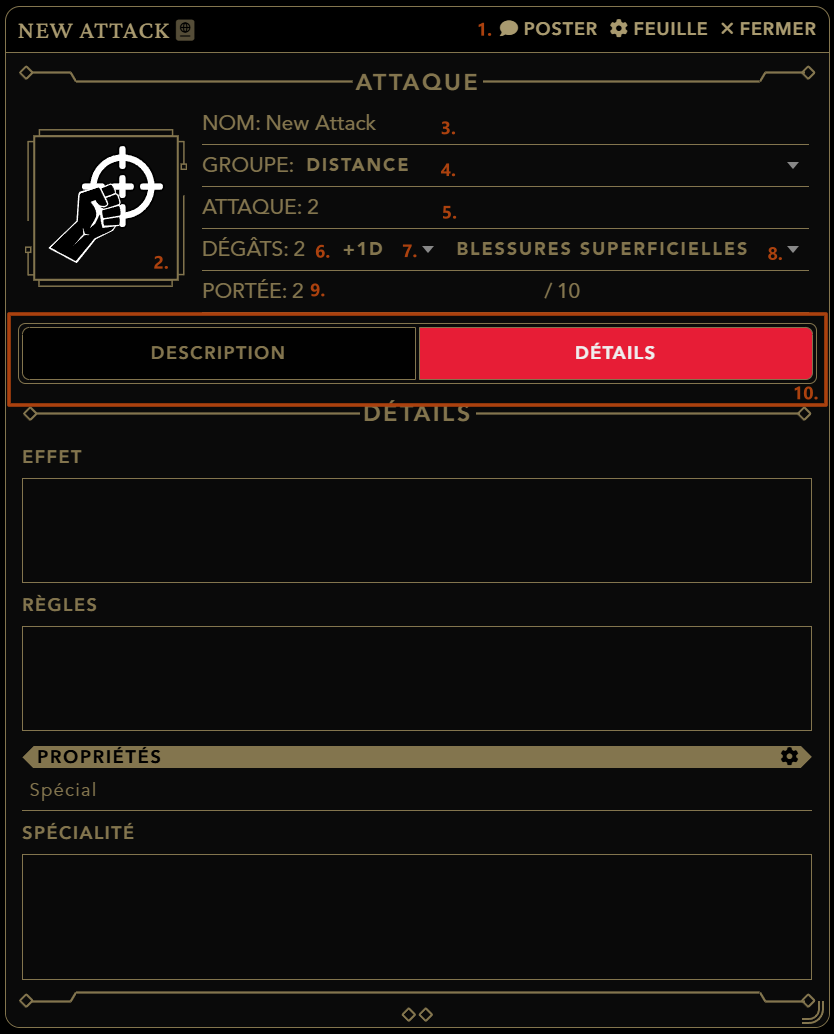 NEW ATTACK 1. POSTER FEUILLE × FERMER
ATTAQUE
NOM: New Attack 3.
GROUPE: DISTANCE 4.
ATTAQUE: 2 5.
DÉGÂTS: 2 6. +1D 7. BLESSURES SUPERFICIELLES 8.
2.
PORTÉE: 2 9. / 10
DESCRIPTION DÉTAILS
10.
DÉTAILS
EFFET
RÈGLES
PROPRIÉTÉS
Spécial
SPÉCIALITÉ